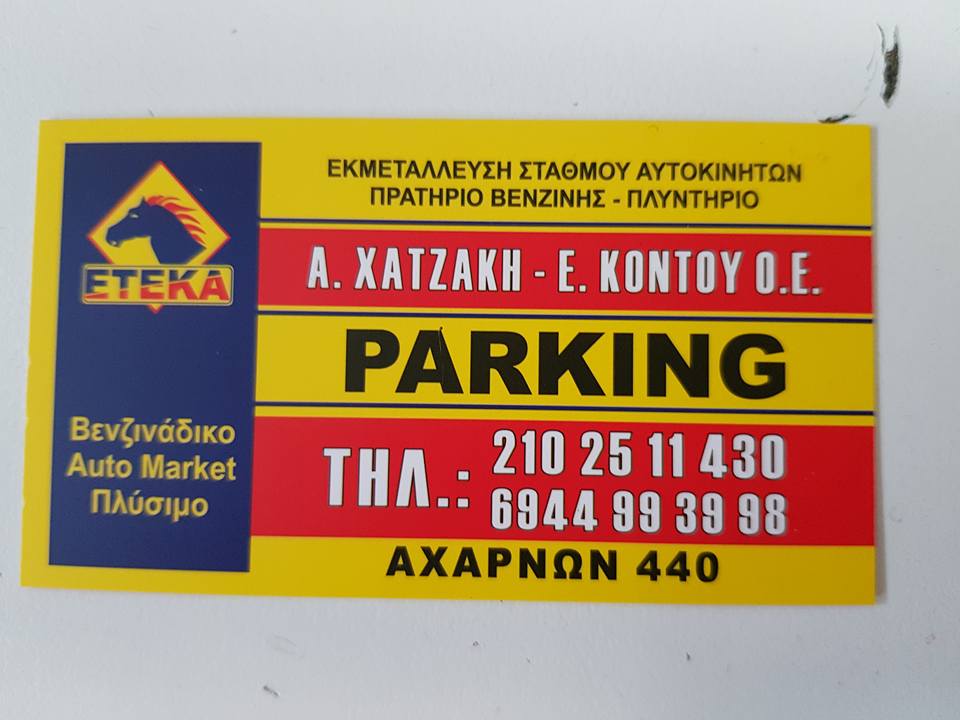 ΕΚΜΕΤΑΛΛΕΥΣΗ ΣΤΑΘΜΟΥ ΑΥΤΟΚΙΝΗΤΩΝ
ΠΡΑΤΗΡΙΟ ΒΕΝΖΙΝΗΣ - ΠΛΥΝΤΗΡΙΟ
Α. ΧΑΤΖΑΚΗ - Ε. ΚΟΝΤΟΥ Ο.Ε.
ΕΤΕΚΑ
PARKING
Βενζινάδικο
Auto Market
Πλύσιμο
ΤΗΛ.: 210 25 11 430
6944 99 39 98
ΑΧΑΡΝΩΝ 440